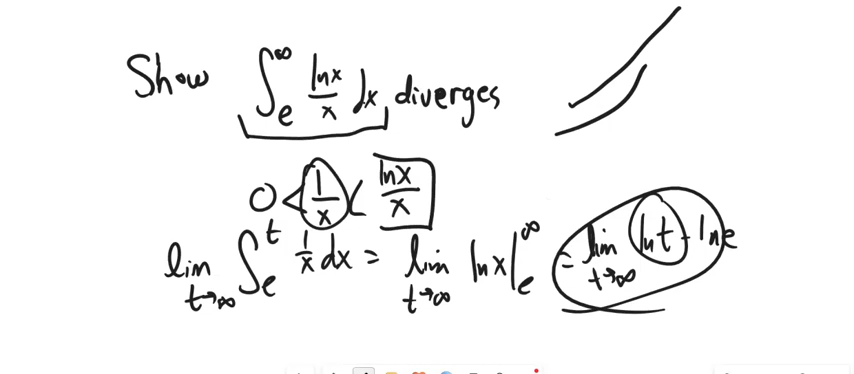 Show ∫_e^∞ lnx/x dx diverges
0 < 1/x < lnx/x
lim_{t→∞} ∫_e^t 1/x dx = lim_{t→∞} lnx|_e^∞ = lim_{t→∞} lnt - lne